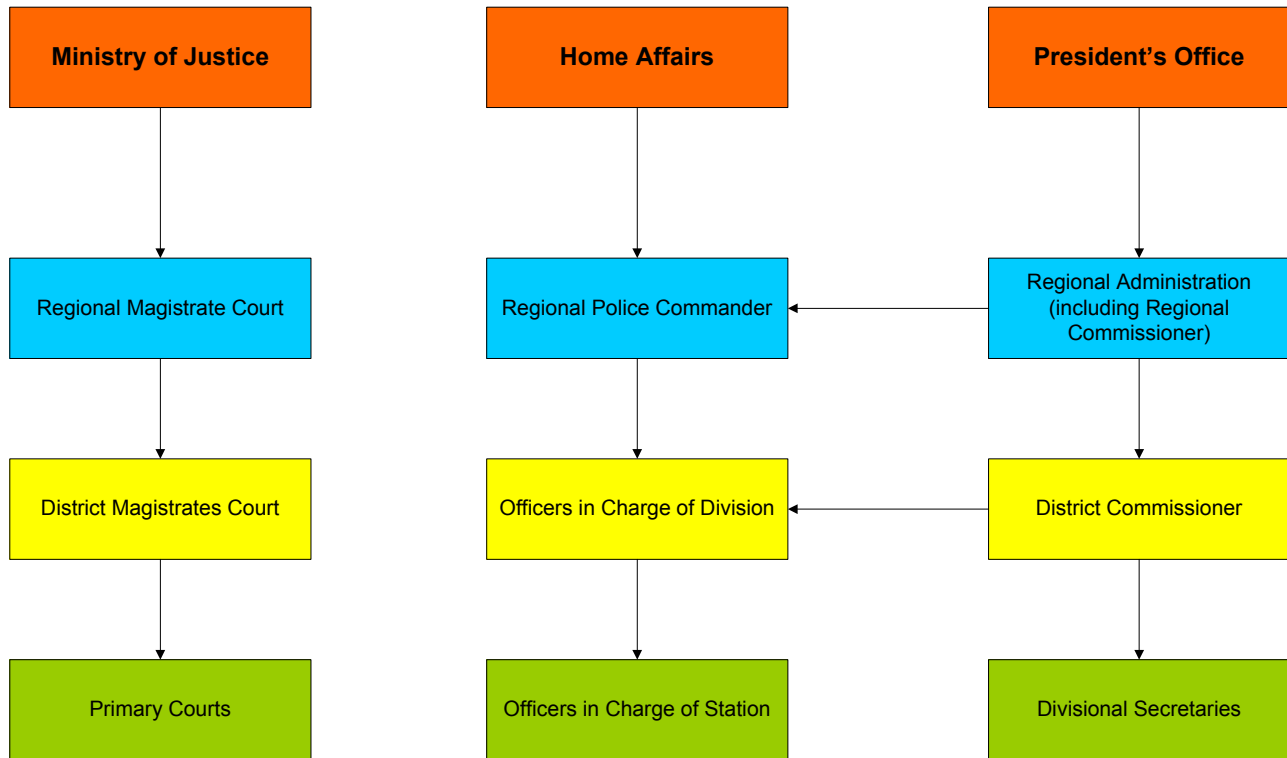 Ministry of Justice
Home Affairs
President’s Office
Regional Magistrate Court
Regional Police Commander
Regional Administration
(including Regional
Commissioner)
District Magistrates Court
Officers in Charge of Division
District Commissioner
Primary Courts
Officers in Charge of Station
Divisional Secretaries